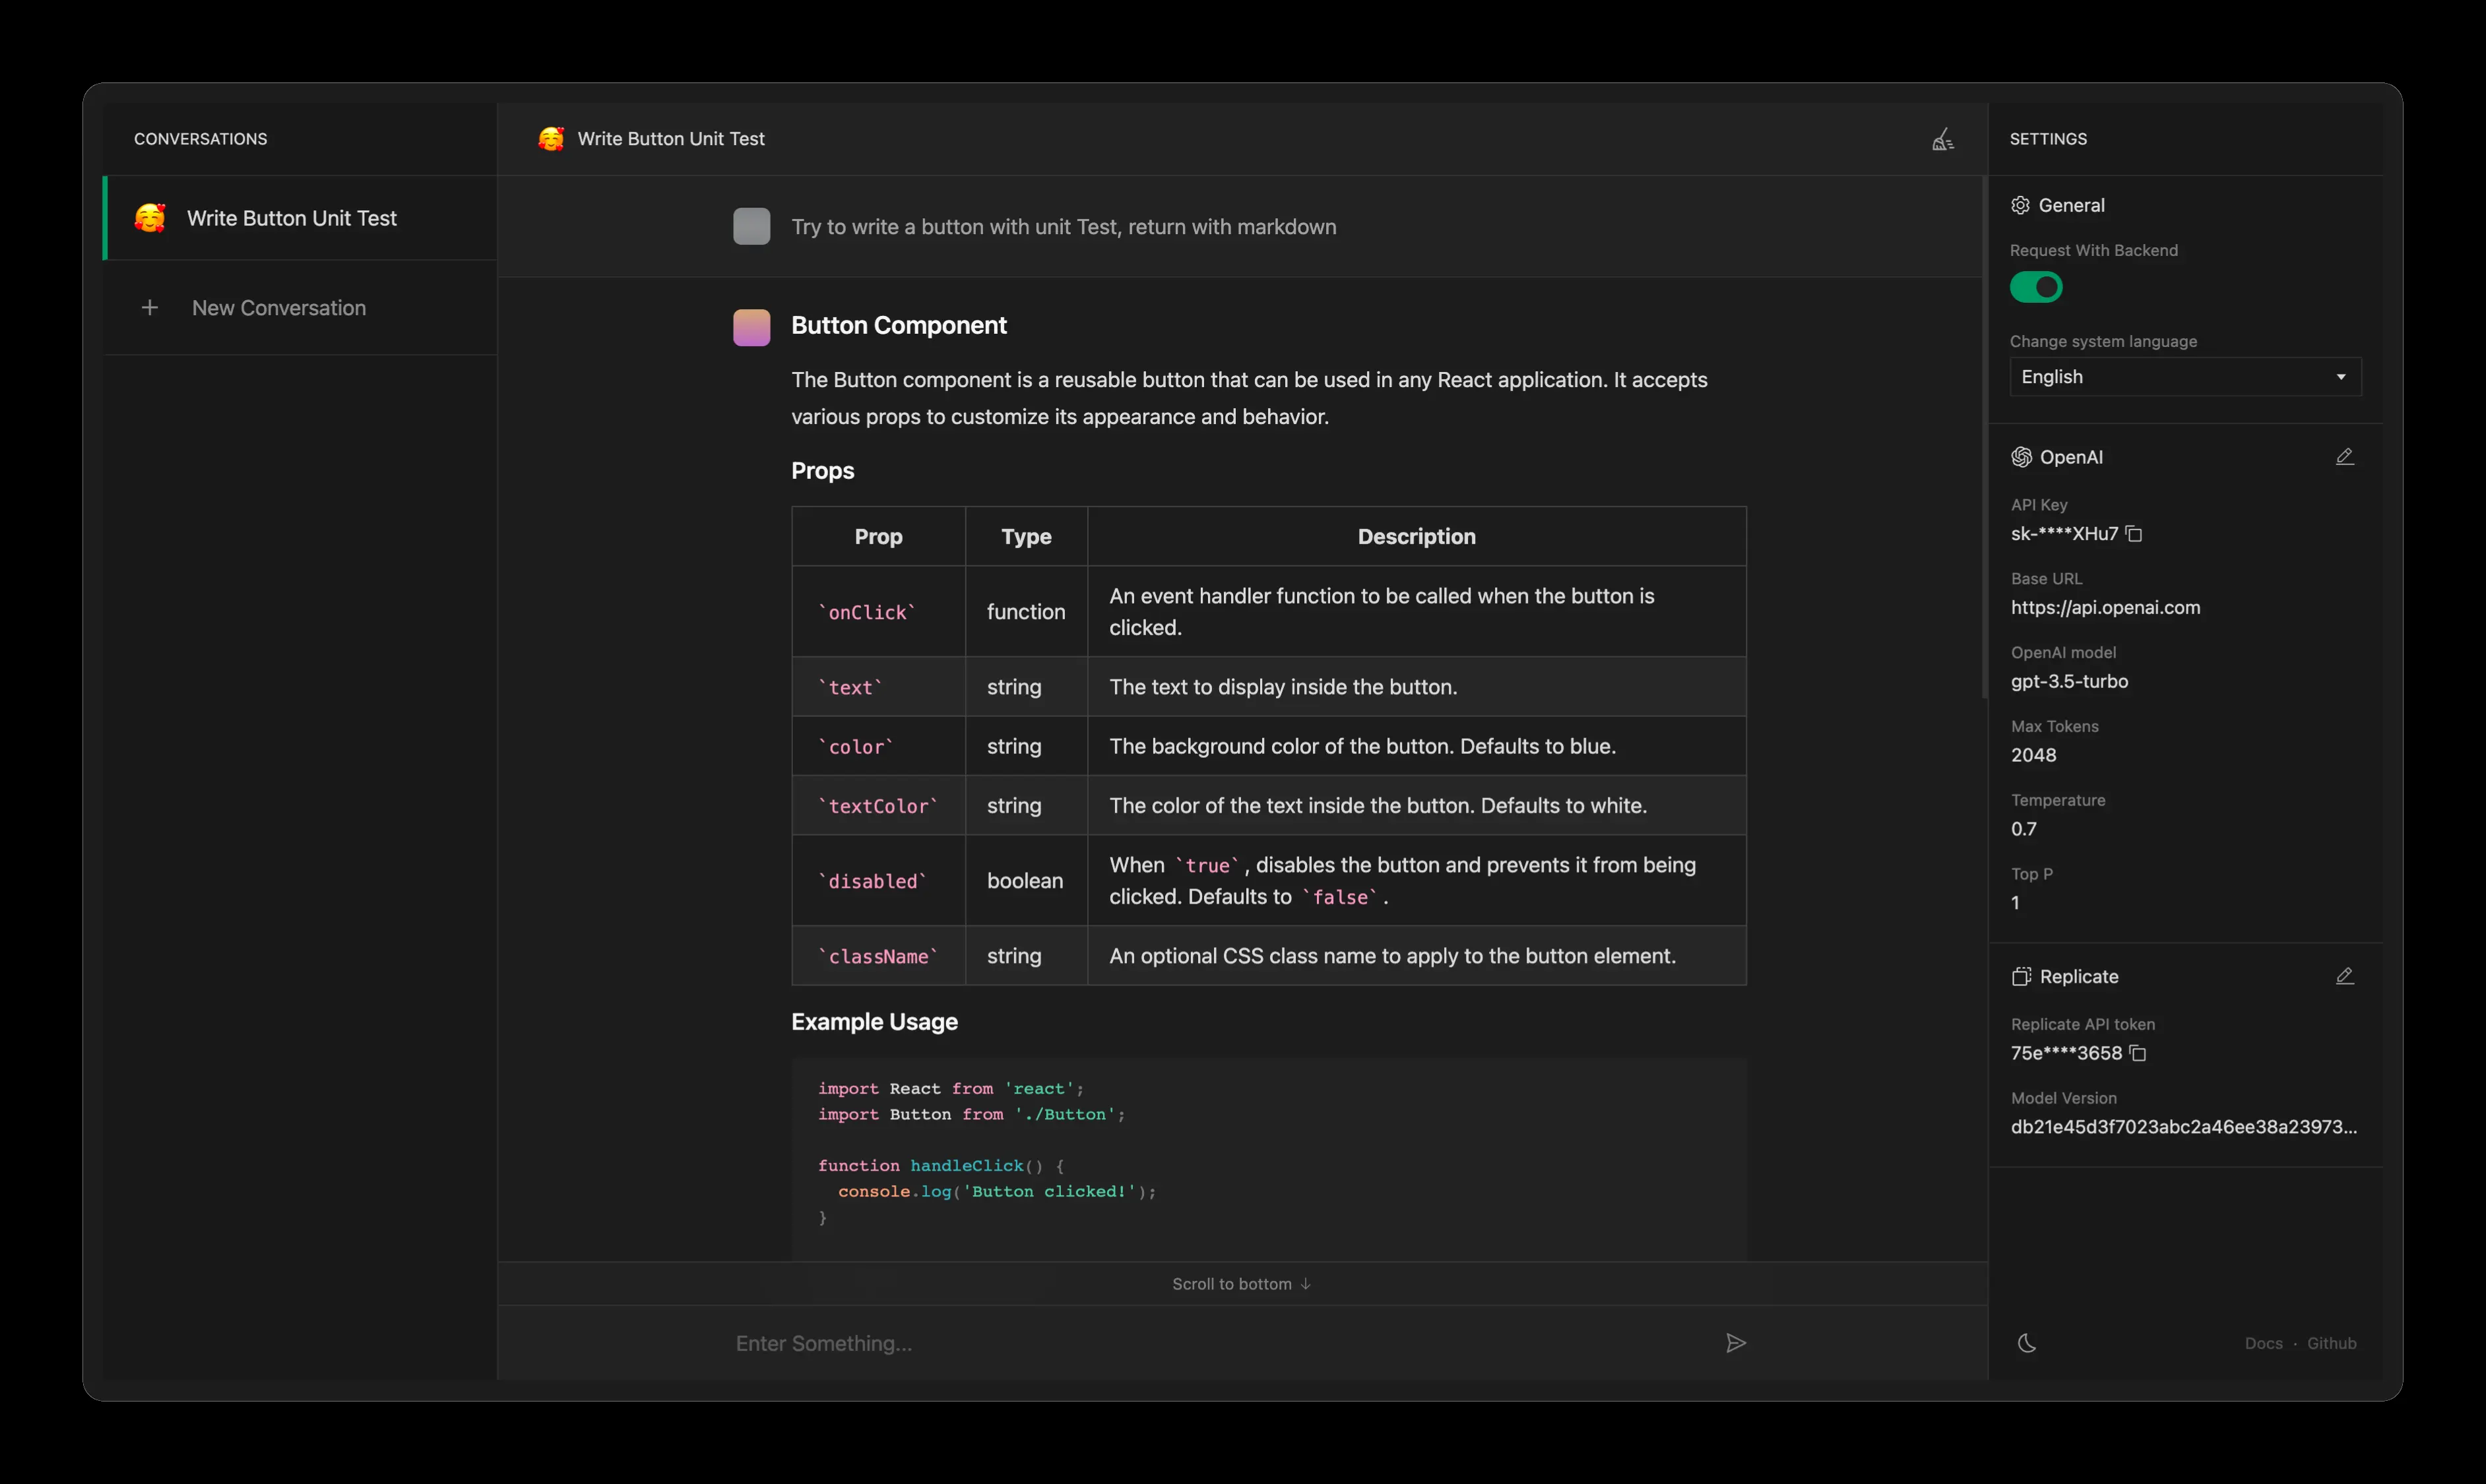 CONVERSATIONS
Write Button Unit Test
New Conversation
Write Button Unit Test
Try to write a button with unit Test, return with markdown
Button Component
The Button component is a reusable button that can be used in any React application. It accepts
various props to customize its appearance and behavior.
Props
Prop Type Description
`onClick` function An event handler function to be called when the button is
clicked.
`text` string The text to display inside the button.
`color` string The background color of the button. Defaults to blue.
`textColor` string The color of the text inside the button. Defaults to white.
`disabled` boolean When `true`, disables the button and prevents it from being
clicked. Defaults to `false`.
`className` string An optional CSS class name to apply to the button element.
Example Usage
import React from 'react';
import Button from './Button';
function handleClick() {
console.log('Button clicked!');
}
Scroll to bottom ↓
Enter Something...
SETTINGS
General
Request With Backend
Change system language
English
OpenAI
API Key
sk-****XHu7
Base URL
https://api.openai.com
OpenAI model
gpt-3.5-turbo
Max Tokens
2048
Temperature
0.7
Top P
1
Replicate
Replicate API token
75e****3658
Model Version
db21e45d3f7023abc2a46ee38a23973...
Docs · Github